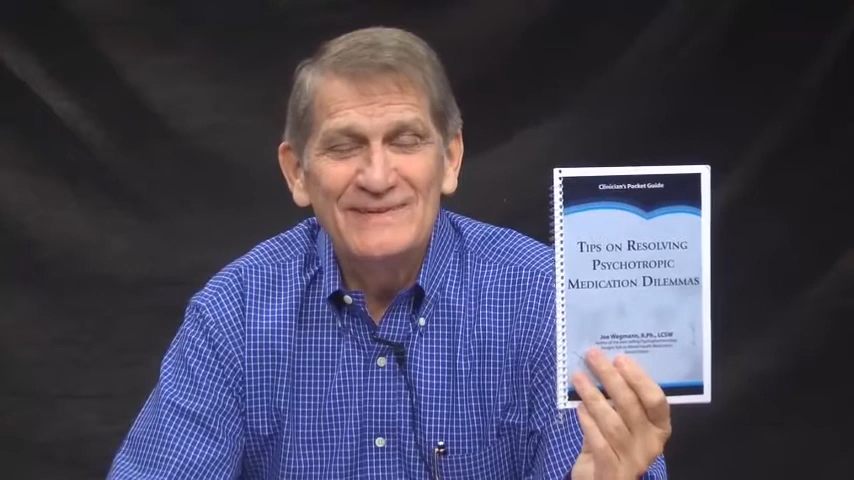 Clinician's Pocket Guide
TIPS ON RESOLVING
PSYCHOTROPIC
MEDICATION DILEMMAS
Joe Wegmann, R.Ph., LCSW